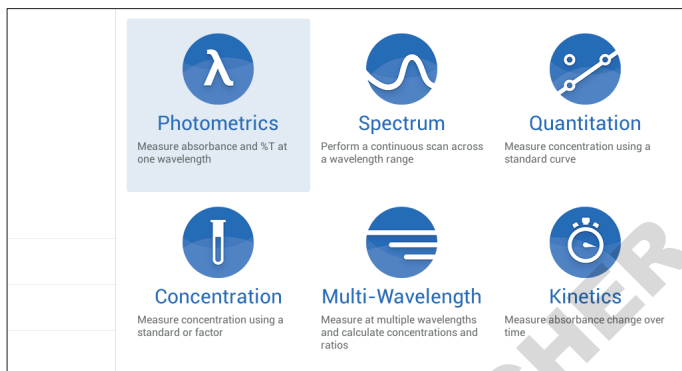 λ
Photometrics
Measure absorbance and %T at
one wavelength
Spectrum
Perform a continuous scan across
a wavelength range
Quantitation
Measure concentration using a
standard curve
Concentration
Measure concentration using a
standard or factor
Multi-Wavelength
Measure at multiple wavelengths
and calculate concentrations and
ratios
Kinetics
Measure absorbance change over
time
CHER